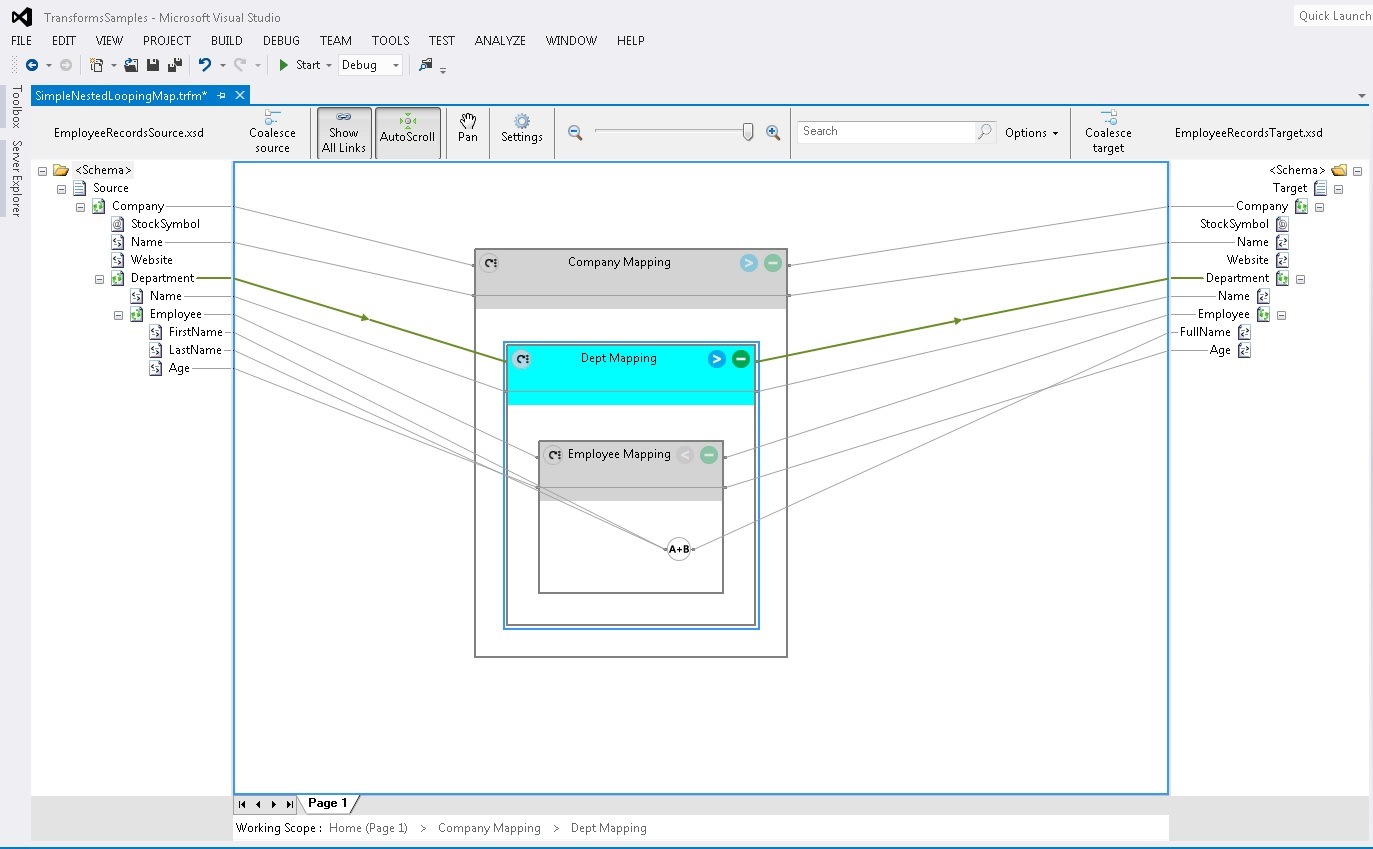 TransformsSamples - Microsoft Visual Studio
Quick Launch
FILE EDIT VIEW PROJECT BUILD DEBUG TEAM TOOLS TEST ANALYZE WINDOW HELP
Start Debug
SimpleNestedLoopingMap.trfm*
Toolbox
Server Explorer
EmployeeRecordsSource.xsd
Coalesce source
Show All Links
AutoScroll
Pan
Settings
Search
Options
Coalesce target
EmployeeRecordsTarget.xsd
<Schema>
Source
Company
StockSymbol
Name
Website
Department
Name
Employee
FirstName
LastName
Age
Company Mapping
Dept Mapping
Employee Mapping
A+B
<Schema>
Target
Company
StockSymbol
Name
Website
Department
Name
Employee
FullName
Age
Page 1
Working Scope : Home (Page 1) > Company Mapping > Dept Mapping